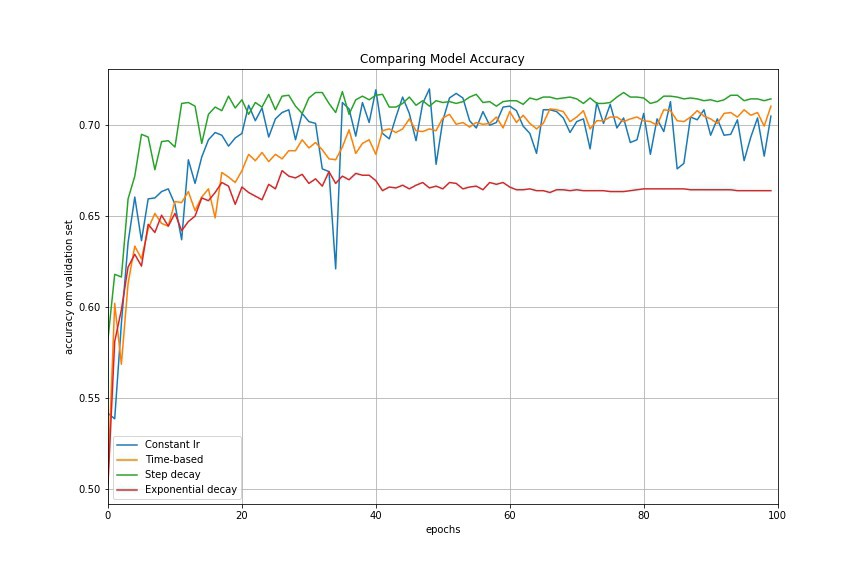 Comparing Model Accuracy
accuracy om validation set
0.70
0.65
0.60
0.55
0.50
Constant lr
Time-based
Step decay
Exponential decay
0 20 40 60 80 100
epochs